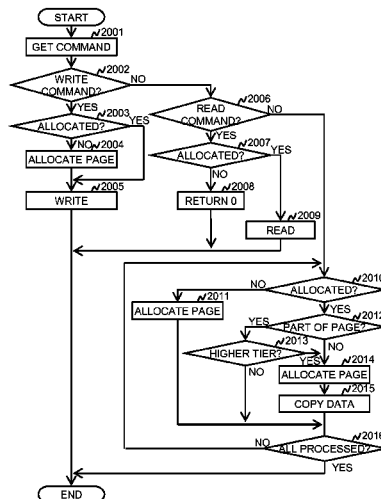 START
2001
GET COMMAND
2002
WRITE
COMMAND?
NO
YES
2003
YES
ALLOCATED?
NO
2004
ALLOCATE PAGE
2005
WRITE
2006
READ
COMMAND?
NO
YES
2007
ALLOCATED?
YES
NO
2008
RETURN 0
2009
READ
2010
ALLOCATED?
NO
YES
2011
ALLOCATE PAGE
2012
PART OF PAGE?
YES
NO
2013
HIGHER TIER?
YES
NO
2014
ALLOCATE PAGE
2015
COPY DATA
2016
ALL PROCESSED?
NO
YES
END